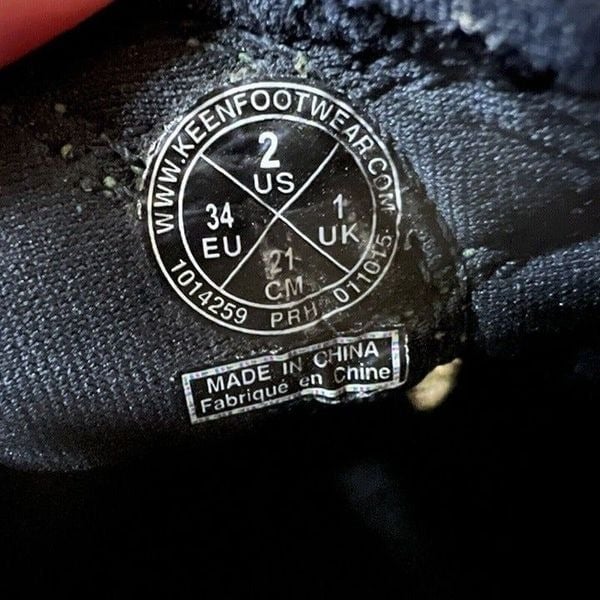 WWW.KEENFOOTWEAR.COM
2
US
34
EU
1
UK
21
CM
1014259 PRH 011015
MADE IN CHINA
Fabriqué en Chine